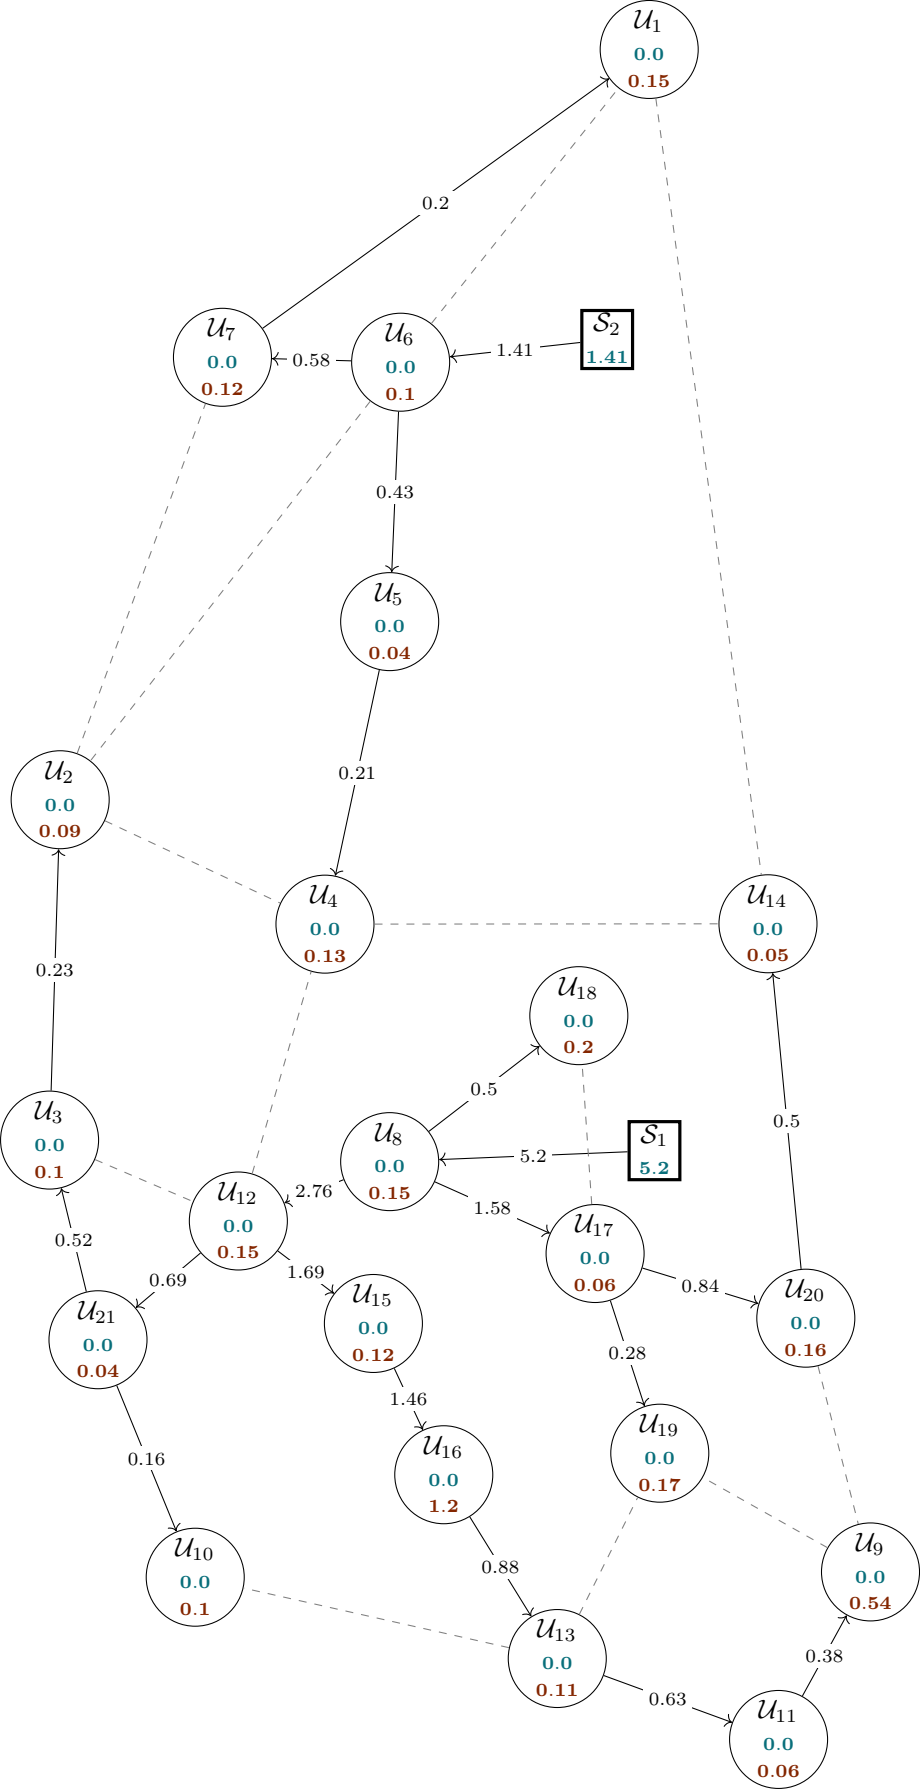 𝒰₁
0.0
0.15
0.2
𝒰₇
0.0
0.12
0.58
𝒰₆
0.0
0.1
1.41
𝒮₂
1.41
0.43
𝒰₅
0.0
0.04
0.21
𝒰₂
0.0
0.09
𝒰₄
0.0
0.13
𝒰₁₄
0.0
0.05
0.23
𝒰₁₈
0.0
0.2
0.5
0.5
𝒰₃
0.0
0.1
𝒰₈
0.0
0.15
5.2
𝒮₁
5.2
2.76
1.58
𝒰₁₂
0.0
0.15
𝒰₁₇
0.0
0.06
0.52
0.69
1.69
0.84
𝒰₂₁
0.0
0.04
𝒰₁₅
0.0
0.12
𝒰₂₀
0.0
0.16
0.28
1.46
0.16
𝒰₁₆
0.0
1.2
𝒰₁₉
0.0
0.17
𝒰₁₀
0.0
0.1
0.88
𝒰₉
0.0
0.54
𝒰₁₃
0.0
0.11
0.38
0.63
𝒰₁₁
0.0
0.06